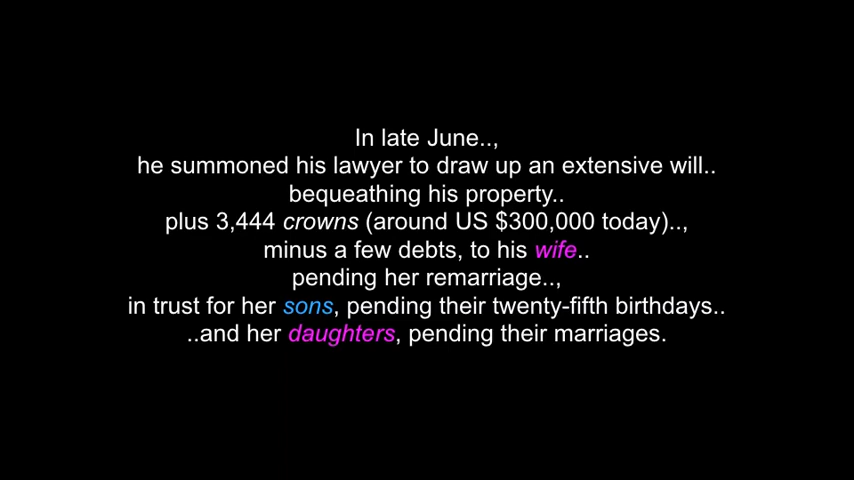 In late June..,
he summoned his lawyer to draw up an extensive will..
bequeathing his property..
plus 3,444 crowns (around US $300,000 today)..,
minus a few debts, to his wife..
pending her remarriage..,
in trust for her sons, pending their twenty-fifth birthdays..
..and her daughters, pending their marriages.